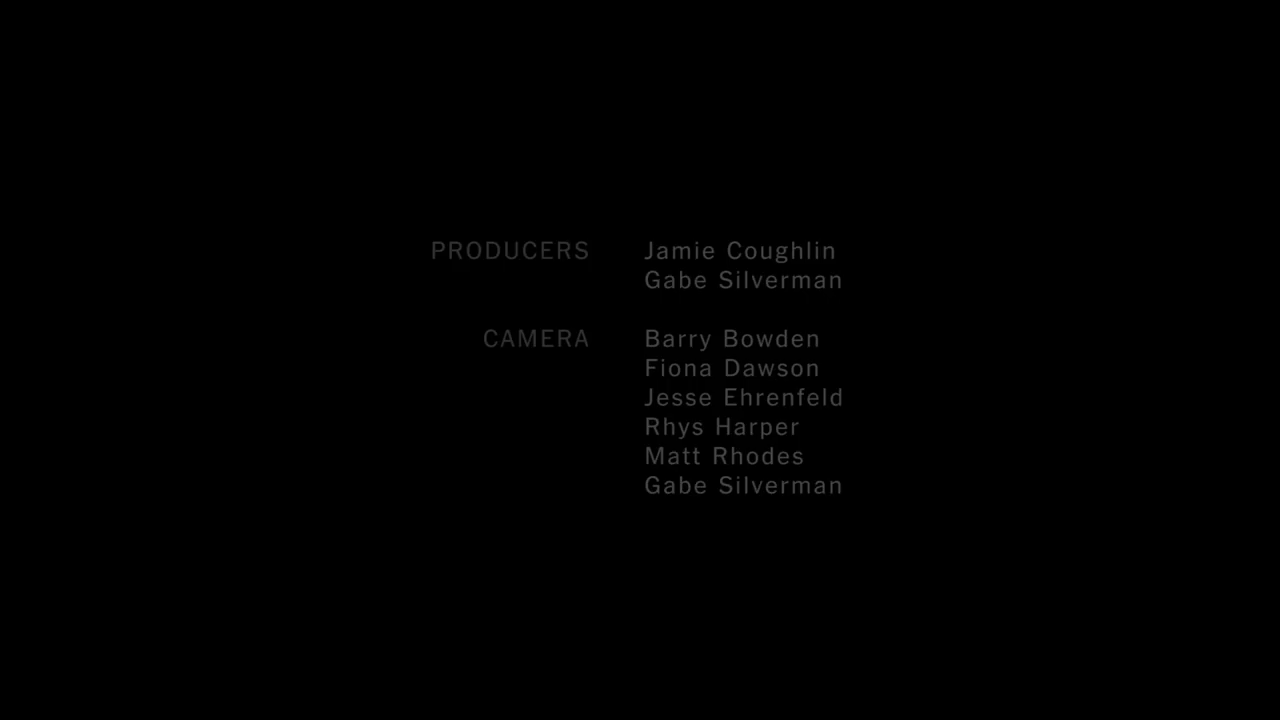 PRODUCERS Jamie Coughlin
Gabe Silverman
CAMERA Barry Bowden
Fiona Dawson
Jesse Ehrenfeld
Rhys Harper
Matt Rhodes
Gabe Silverman